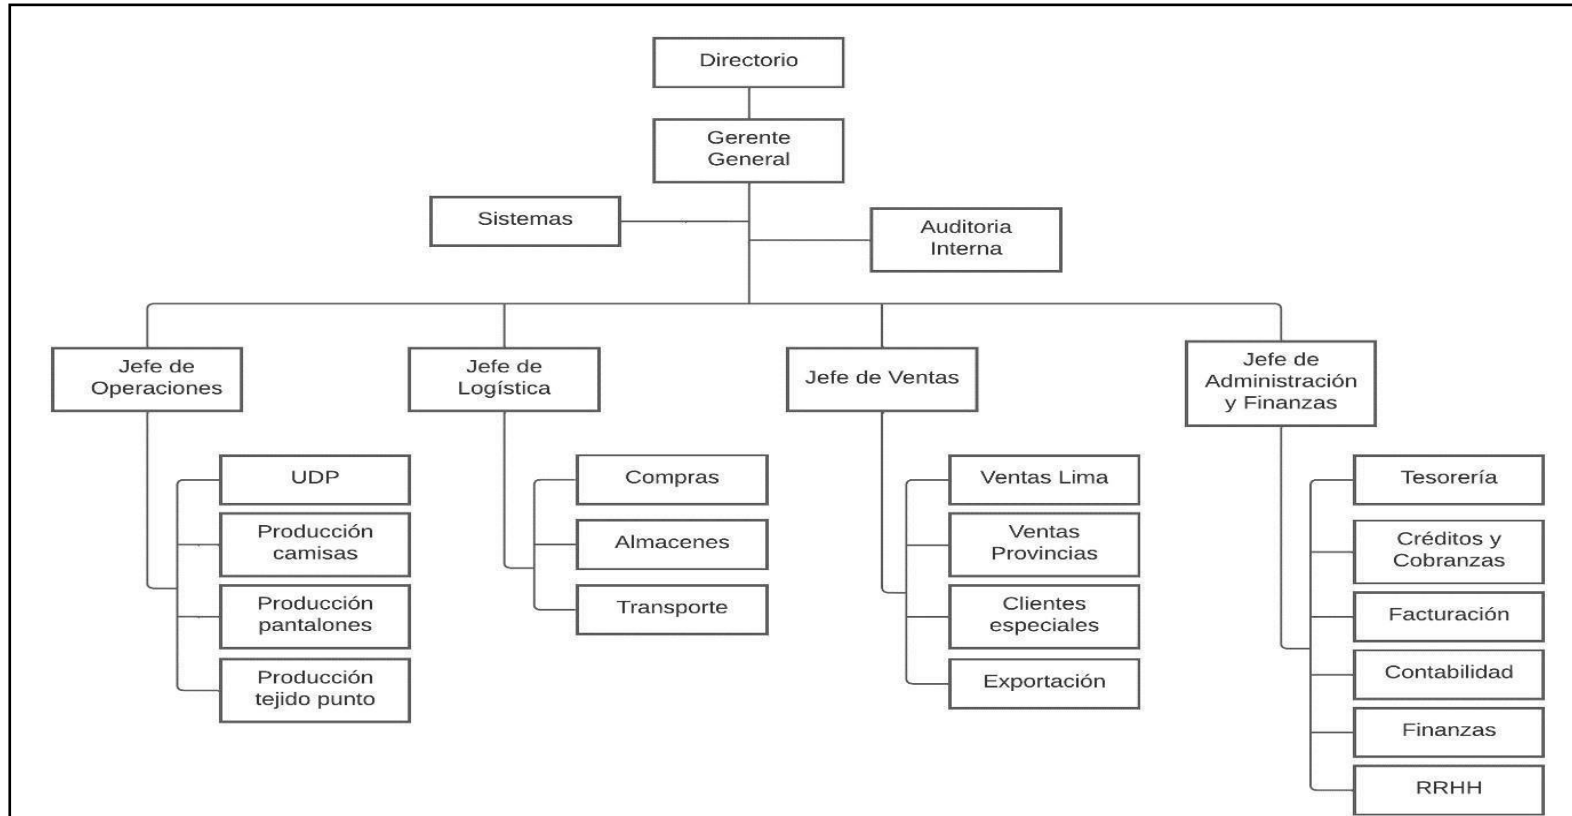 Directorio
Gerente
General
Sistemas
Auditoria
Interna
Jefe de
Operaciones
Jefe de
Logística
Jefe de Ventas
Jefe de
Administración
y Finanzas
UDP
Producción
camisas
Producción
pantalones
Producción
tejido punto
Compras
Almacenes
Transporte
Ventas Lima
Ventas
Provincias
Clientes
especiales
Exportación
Tesorería
Créditos y
Cobranzas
Facturación
Contabilidad
Finanzas
RRHH